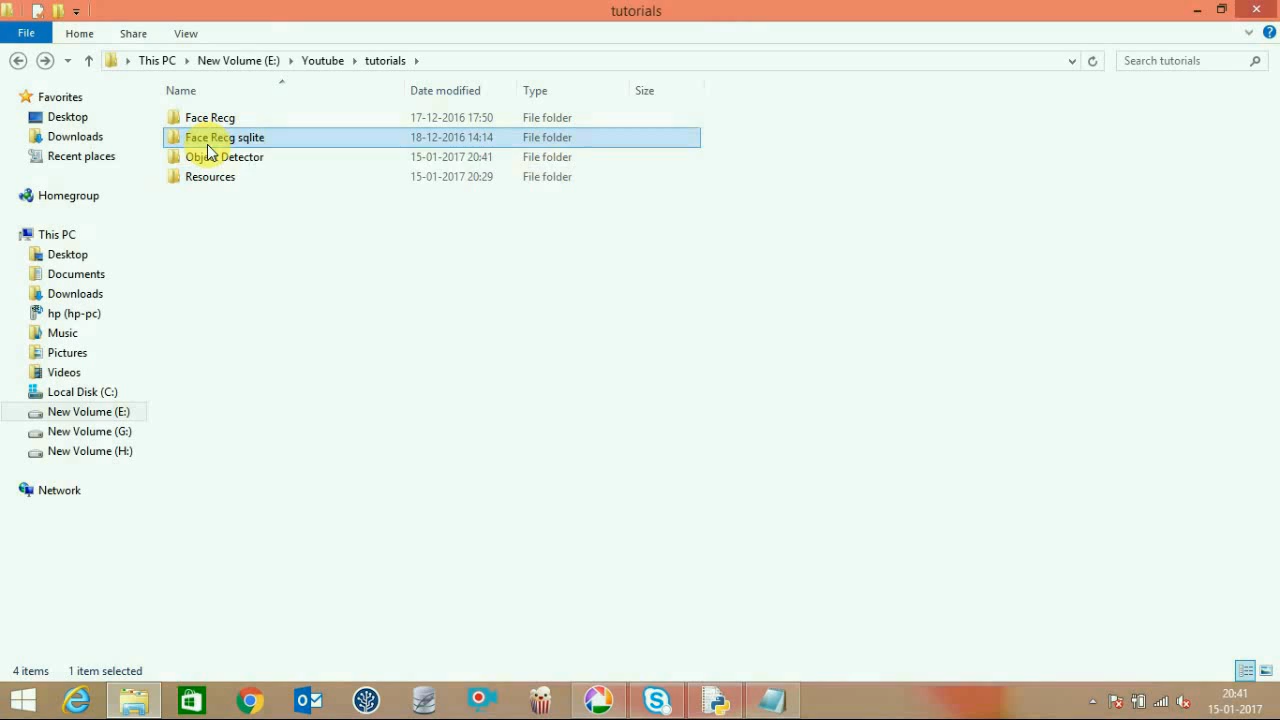 tutorials
File Home Share View
This PC New Volume (E:) Youtube tutorials Search tutorials
Name Date modified Type Size
Face Recg 17-12-2016 17:50 File folder
Face Recg sqlite 18-12-2016 14:14 File folder
Object Detector 15-01-2017 20:41 File folder
Resources 15-01-2017 20:29 File folder
Favorites
Desktop
Downloads
Recent places
Homegroup
This PC
Desktop
Documents
Downloads
hp (hp-pc)
Music
Pictures
Videos
Local Disk (C:)
New Volume (E:)
New Volume (G:)
New Volume (H:)
Network
4 items 1 item selected
20:41
15-01-2017